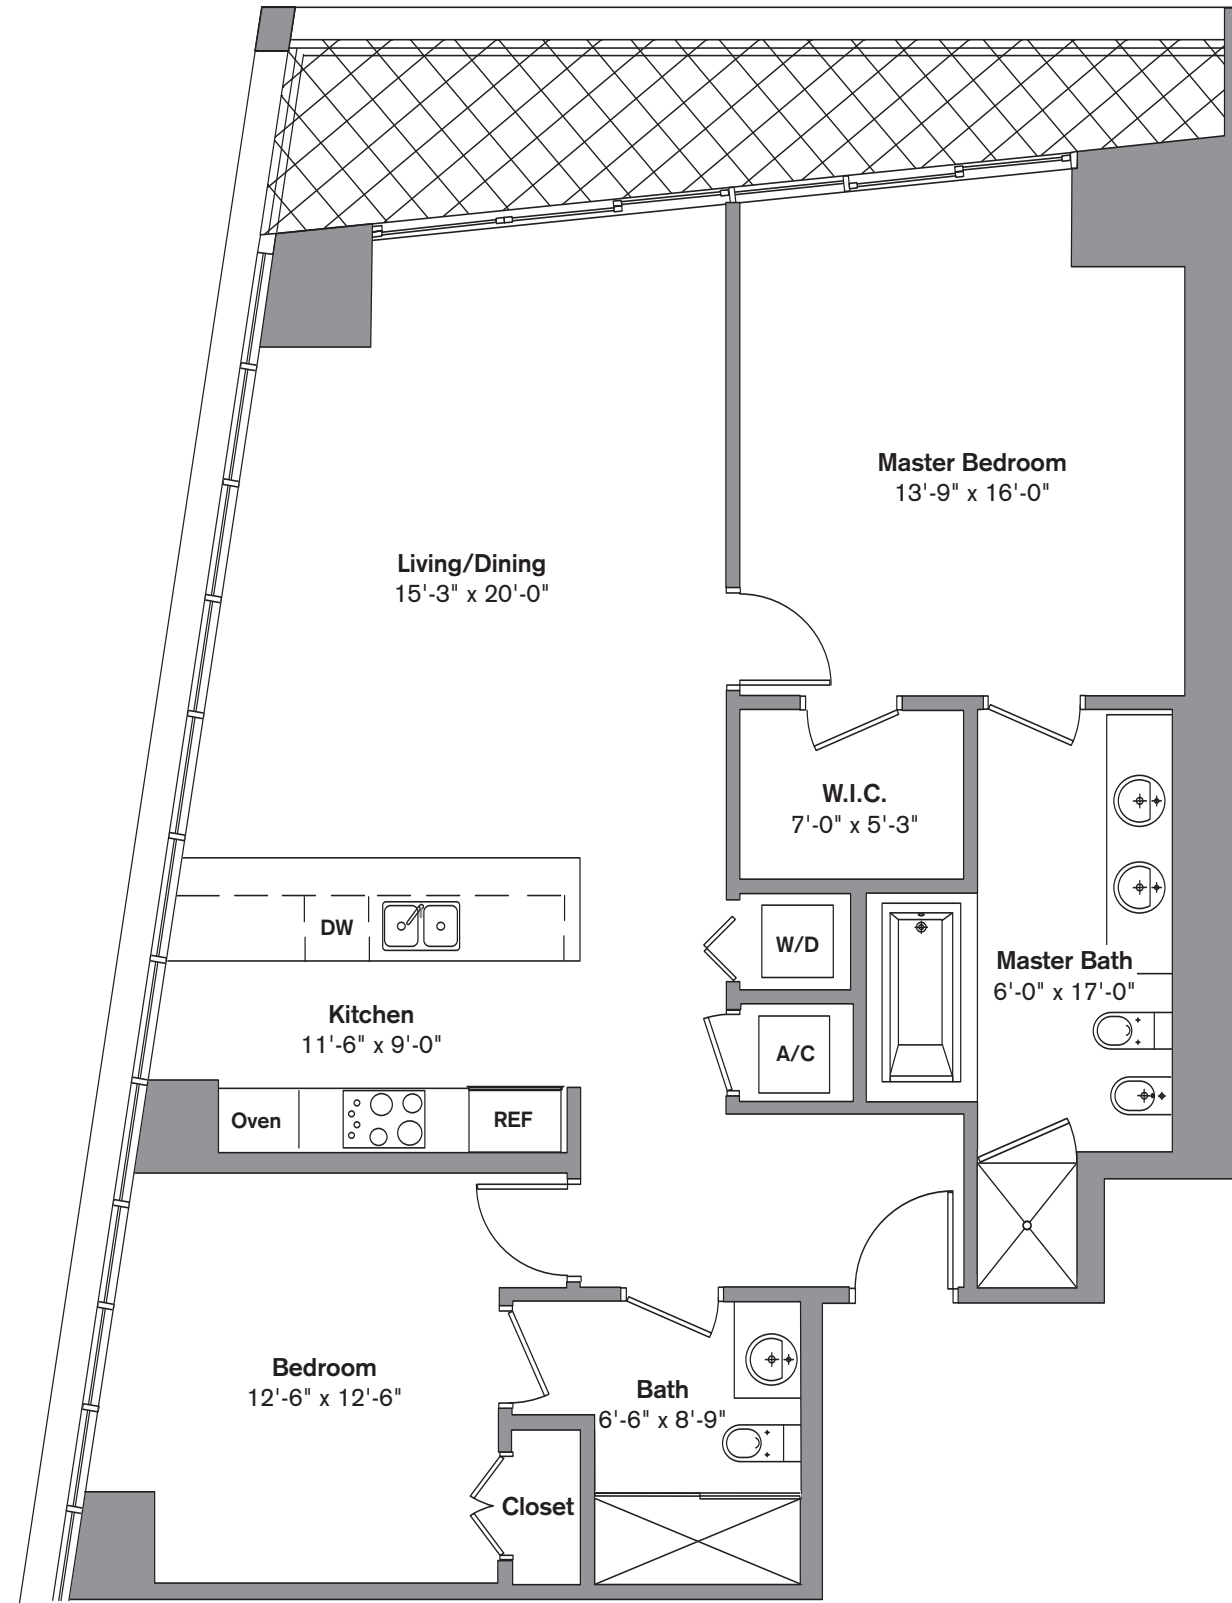 Master Bedroom
13'-9" x 16'-0"
Living/Dining
15'-3" x 20'-0"
W.I.C.
7'-0" x 5'-3"
DW
W/D
Master Bath
6'-0" x 17'-0"
Kitchen
11'-6" x 9'-0"
A/C
Oven
REF
Bedroom
12'-6" x 12'-6"
Bath
6'-6" x 8'-9"
Closet